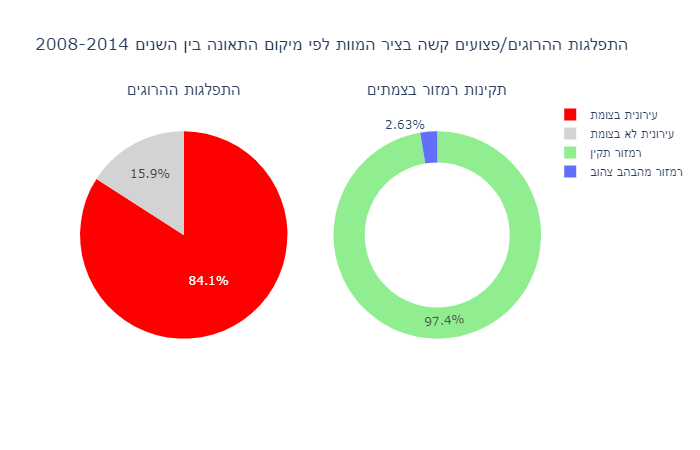 התפלגות ההרוגים/פצועים קשה בציר המוות לפי מיקום התאונה בין השנים 2008-2014
תקינות רמזור בצמתים
התפלגות ההרוגים
עירונית בצומת
עירונית לא בצומת
רמזור תקין
רמזור מהבהב צהוב
2.63%
97.4%
15.9%
84.1%